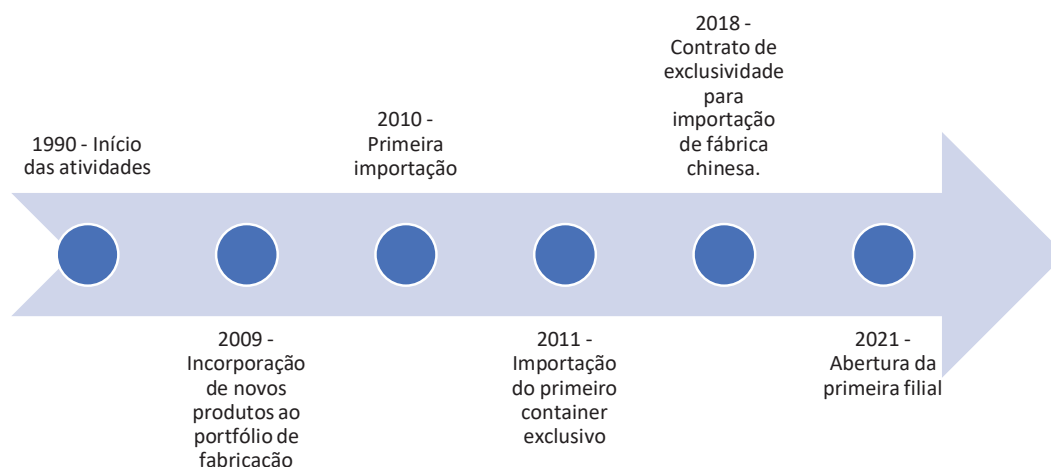 1990 - Início
das atividades
2009 -
Incorporação
de novos
produtos ao
portfólio de
fabricação
2010 -
Primeira
importação
2011 -
Importação
do primeiro
container
exclusivo
2018 -
Contrato de
exclusividade
para
importação
de fábrica
chinesa.
2021 -
Abertura da
primeira filial